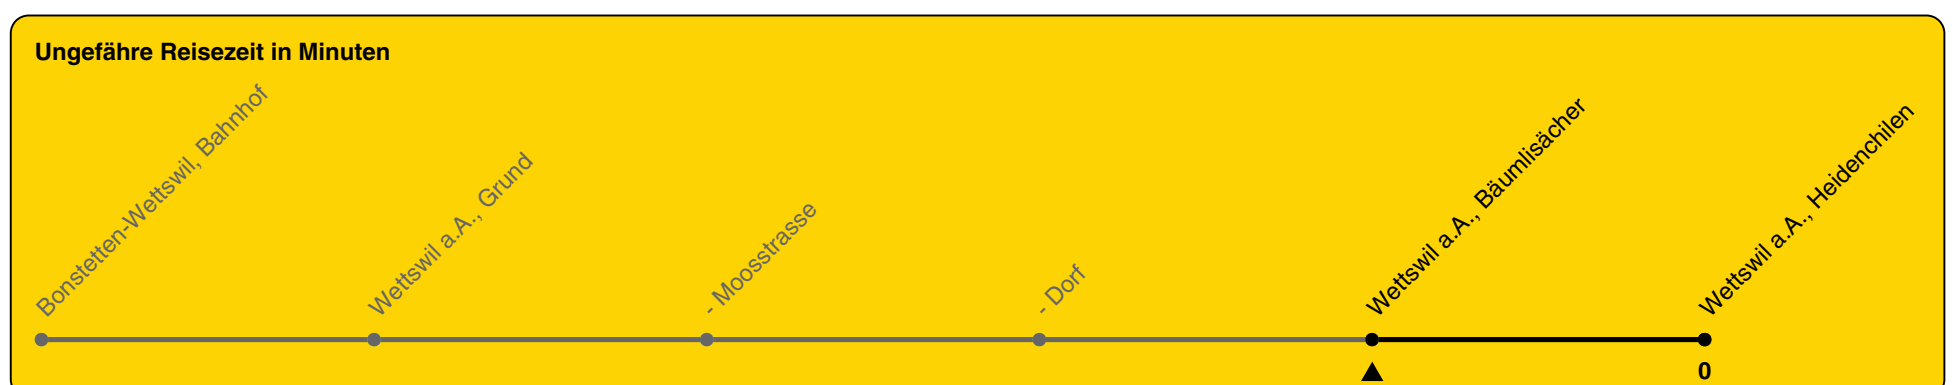 Ungefähre Reisezeit in Minuten
Bonstetten-Wettswil, Bahnhof
Wettswil a.A., Grund
- Moosstrasse
- Dorf
Wettswil a.A., Bäumlisächer
Wettswil a.A., Heidenchilen
0